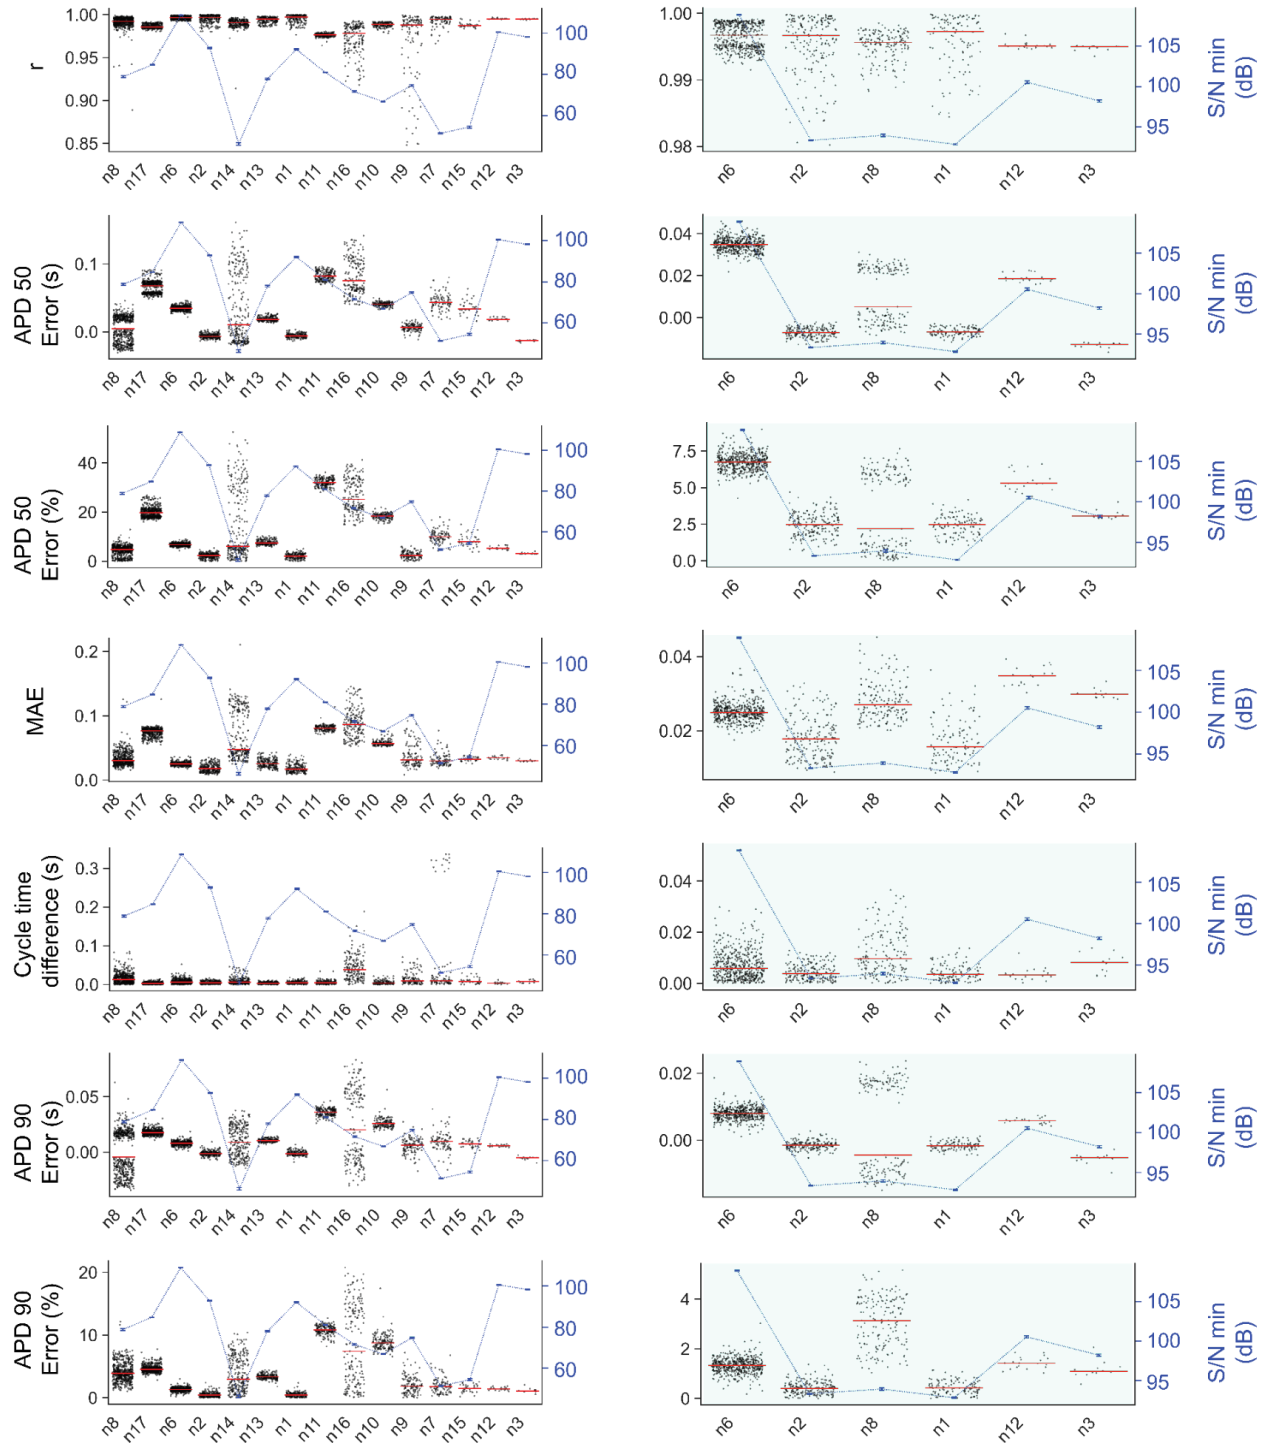 r
1.00
0.95
0.90
0.85
100
80
60
n8 n17 n6 n2 n14 n13 n1 n11 n16 n10 n9 n7 n15 n12 n3
1.00
0.99
0.98
105
100
95
S/N min
(dB)
n6 n2 n8 n1 n12 n3
APD 50
Error (s)
0.1
0.0
100
80
60
n8 n17 n6 n2 n14 n13 n1 n11 n16 n10 n9 n7 n15 n12 n3
0.04
0.02
0.00
105
100
95
S/N min
(dB)
n6 n2 n8 n1 n12 n3
APD 50
Error (%)
40
20
0
100
80
60
n8 n17 n6 n2 n14 n13 n1 n11 n16 n10 n9 n7 n15 n12 n3
7.5
5.0
2.5
0.0
105
100
95
S/N min
(dB)
n6 n2 n8 n1 n12 n3
MAE
0.2
0.1
0.0
100
80
60
n8 n17 n6 n2 n14 n13 n1 n11 n16 n10 n9 n7 n15 n12 n3
0.04
0.02
105
100
95
S/N min
(dB)
n6 n2 n8 n1 n12 n3
Cycle time
difference (s)
0.3
0.2
0.1
0.0
100
80
60
n8 n17 n6 n2 n14 n13 n1 n11 n16 n10 n9 n7 n15 n12 n3
0.04
0.02
0.00
105
100
95
S/N min
(dB)
n6 n2 n8 n1 n12 n3
APD 90
Error (s)
0.05
0.00
100
80
60
n8 n17 n6 n2 n14 n13 n1 n11 n16 n10 n9 n7 n15 n12 n3
0.02
0.00
105
100
95
S/N min
(dB)
n6 n2 n8 n1 n12 n3
APD 90
Error (%)
20
10
0
100
80
60
n8 n17 n6 n2 n14 n13 n1 n11 n16 n10 n9 n7 n15 n12 n3
4
2
0
105
100
95
S/N min
(dB)
n6 n2 n8 n1 n12 n3